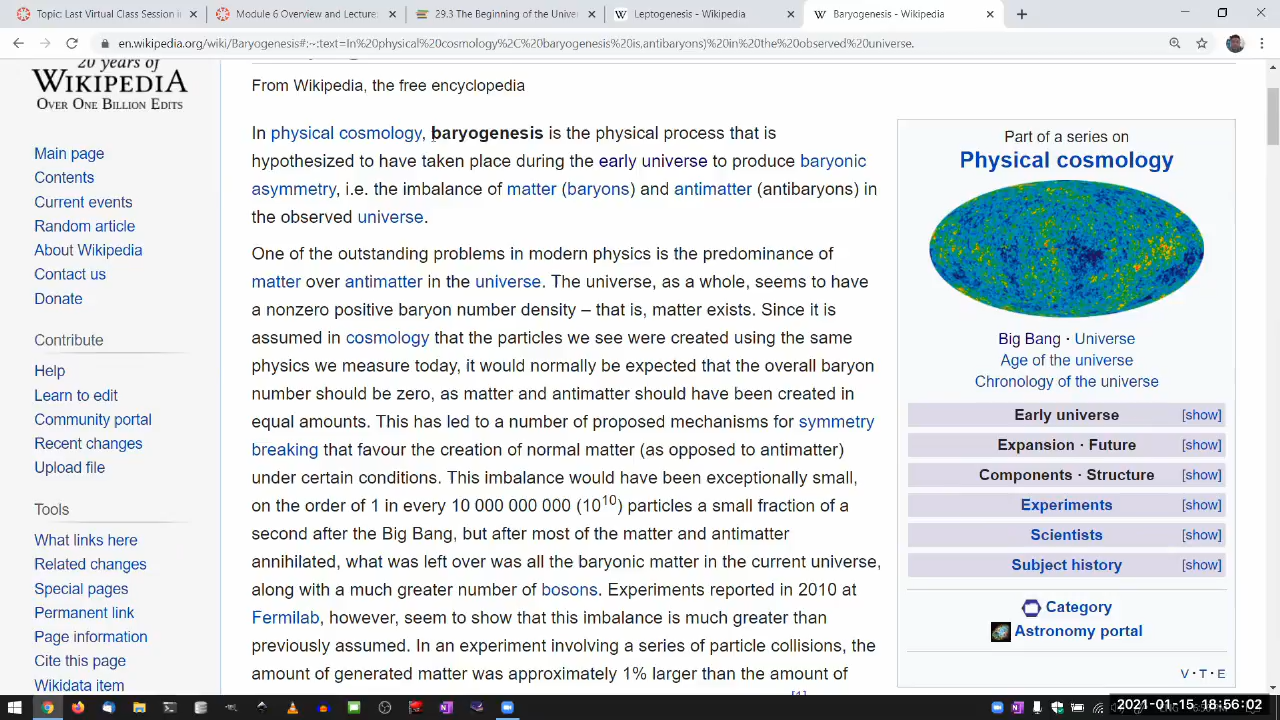 Topic: Last Virtual Class Session in
Module 6 Overview and Lecture
29.3 The Beginning of the Unive
Leptogenesis - Wikipedia
Baryogenesis - Wikipedia
en.wikipedia.org/wiki/Baryogenesis#:~:text=In%20physical%20cosmology%2C%20baryogenesis%20is,antibaryons)%20in%20the%20observed%20universe.
20 years of
WIKIPEDIA
OVER ONE BILLION EDITS
Main page
Contents
Current events
Random article
About Wikipedia
Contact us
Donate
Contribute
Help
Learn to edit
Community portal
Recent changes
Upload file
Tools
What links here
Related changes
Special pages
Permanent link
Page information
Cite this page
Wikidata item
From Wikipedia, the free encyclopedia
In physical cosmology, baryogenesis is the physical process that is
hypothesized to have taken place during the early universe to produce baryonic
asymmetry, i.e. the imbalance of matter (baryons) and antimatter (antibaryons) in
the observed universe.
One of the outstanding problems in modern physics is the predominance of
matter over antimatter in the universe. The universe, as a whole, seems to have
a nonzero positive baryon number density – that is, matter exists. Since it is
assumed in cosmology that the particles we see were created using the same
physics we measure today, it would normally be expected that the overall baryon
number should be zero, as matter and antimatter should have been created in
equal amounts. This has led to a number of proposed mechanisms for symmetry
breaking that favour the creation of normal matter (as opposed to antimatter)
under certain conditions. This imbalance would have been exceptionally small,
on the order of 1 in every 10 000 000 000 (10¹⁰) particles a small fraction of a
second after the Big Bang, but after most of the matter and antimatter
annihilated, what was left over was all the baryonic matter in the current universe,
along with a much greater number of bosons. Experiments reported in 2010 at
Fermilab, however, seem to show that this imbalance is much greater than
previously assumed. In an experiment involving a series of particle collisions, the
amount of generated matter was approximately 1% larger than the amount of
Part of a series on
Physical cosmology
Big Bang · Universe
Age of the universe
Chronology of the universe
Early universe [show]
Expansion · Future [show]
Components · Structure [show]
Experiments [show]
Scientists [show]
Subject history [show]
Category
Astronomy portal
V · T · E
2021-01-15 18:56:02